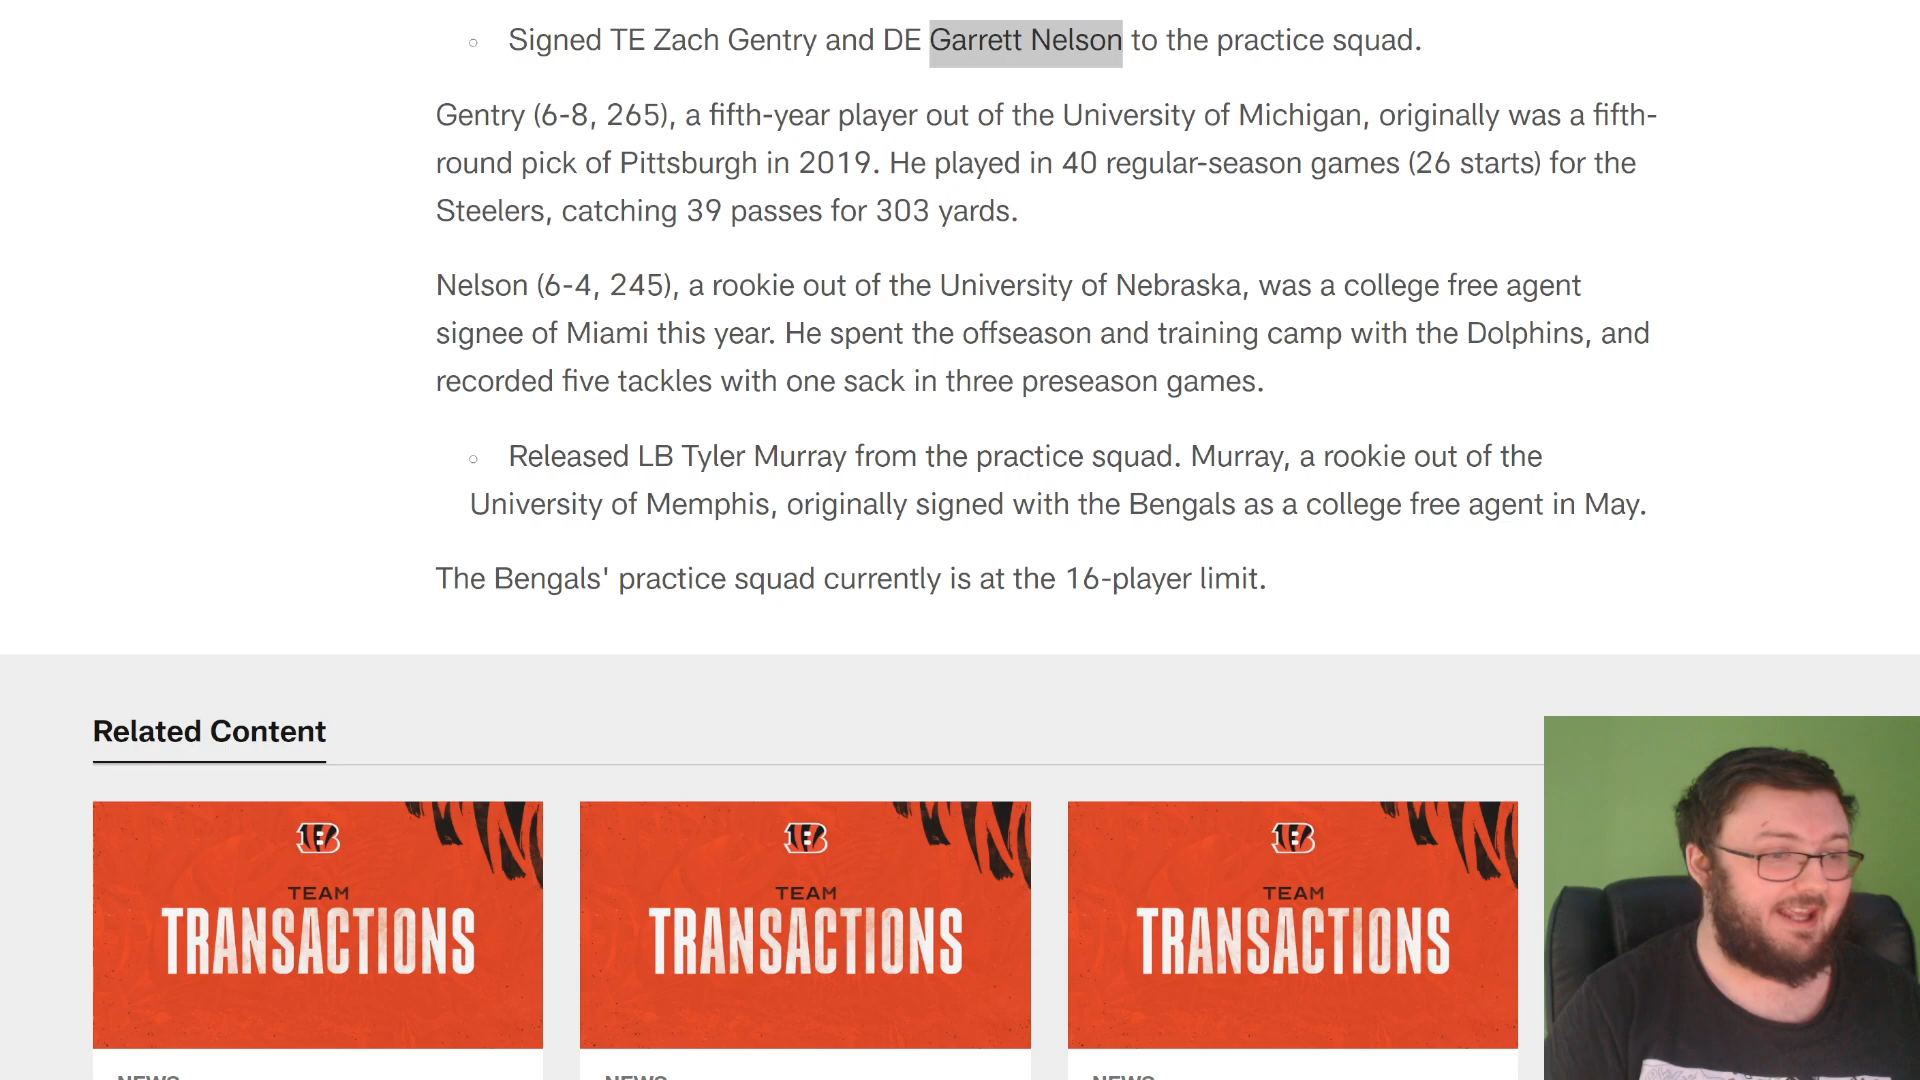 Signed TE Zach Gentry and DE Garrett Nelson to the practice squad.
Gentry (6-8, 265), a fifth-year player out of the University of Michigan, originally was a fifth-
round pick of Pittsburgh in 2019. He played in 40 regular-season games (26 starts) for the
Steelers, catching 39 passes for 303 yards.
Nelson (6-4, 245), a rookie out of the University of Nebraska, was a college free agent
signee of Miami this year. He spent the offseason and training camp with the Dolphins, and
recorded five tackles with one sack in three preseason games.
Released LB Tyler Murray from the practice squad. Murray, a rookie out of the
University of Memphis, originally signed with the Bengals as a college free agent in May.
The Bengals' practice squad currently is at the 16-player limit.
Related Content
TEAM
TRANSACTIONS
TEAM
TRANSACTIONS
TEAM
TRANSACTIONS
NEWS
NEWS
NEWS